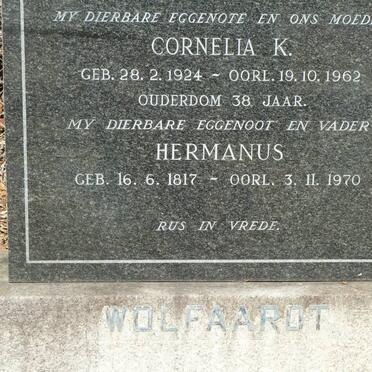 MY DIERBARE EGGENOTE EN ONS MOED
CORNELIA K.
GEB. 28. 2. 1924 ~ OORL. 19. 10. 1962
OUDERDOM 38 JAAR.
MY DIERBARE EGGENOOT EN VADER
HERMANUS
GEB. 16. 6. 1817 ~ OORL. 3. 11. 1970
RUS IN VREDE.
WOLFAARDT